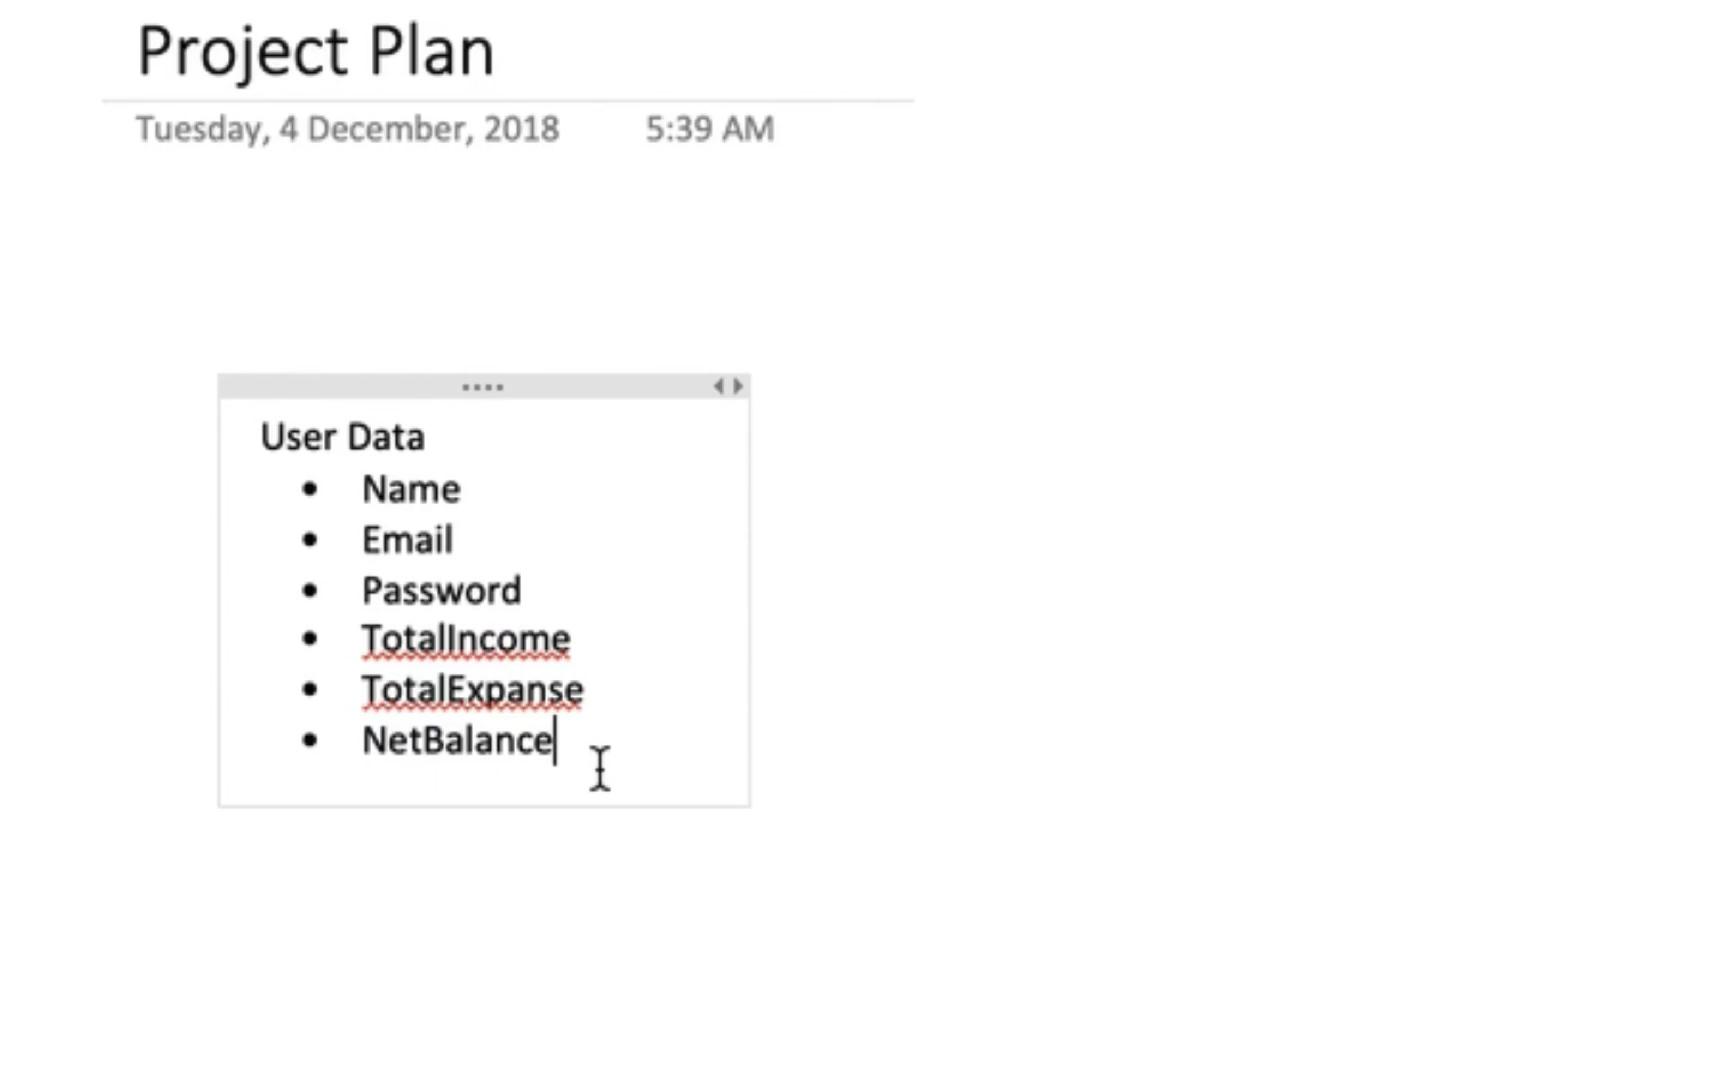 Project Plan
Tuesday, 4 December, 2018 5:39 AM
User Data
• Name
• Email
• Password
• TotalIncome
• TotalExpanse
• NetBalance